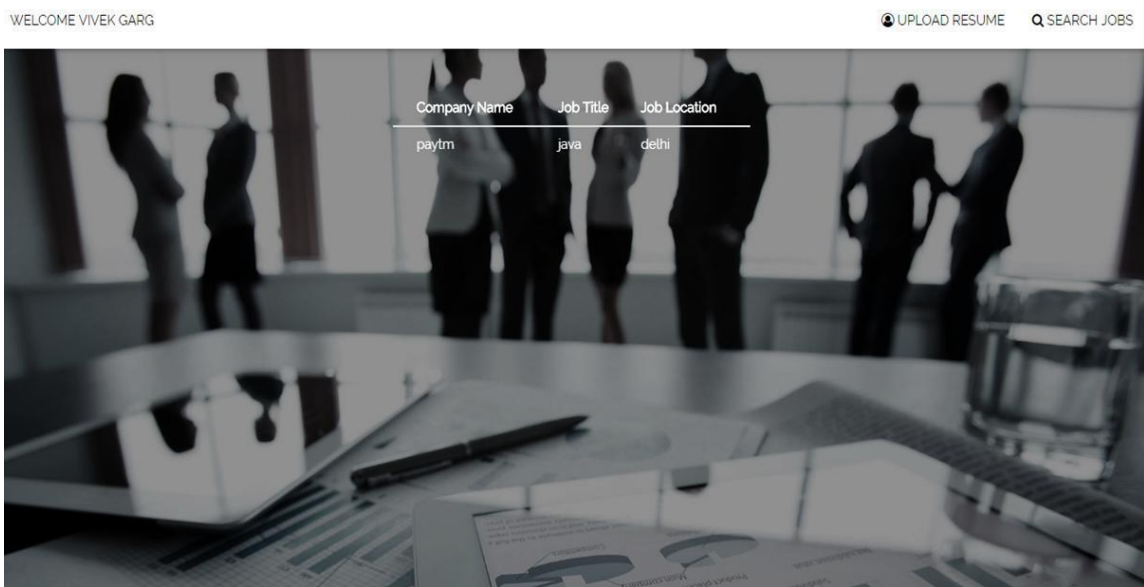 WELCOME VIVEK GARG UPLOAD RESUME SEARCH JOBS
Company Name Job Title Job Location
paytm java delhi